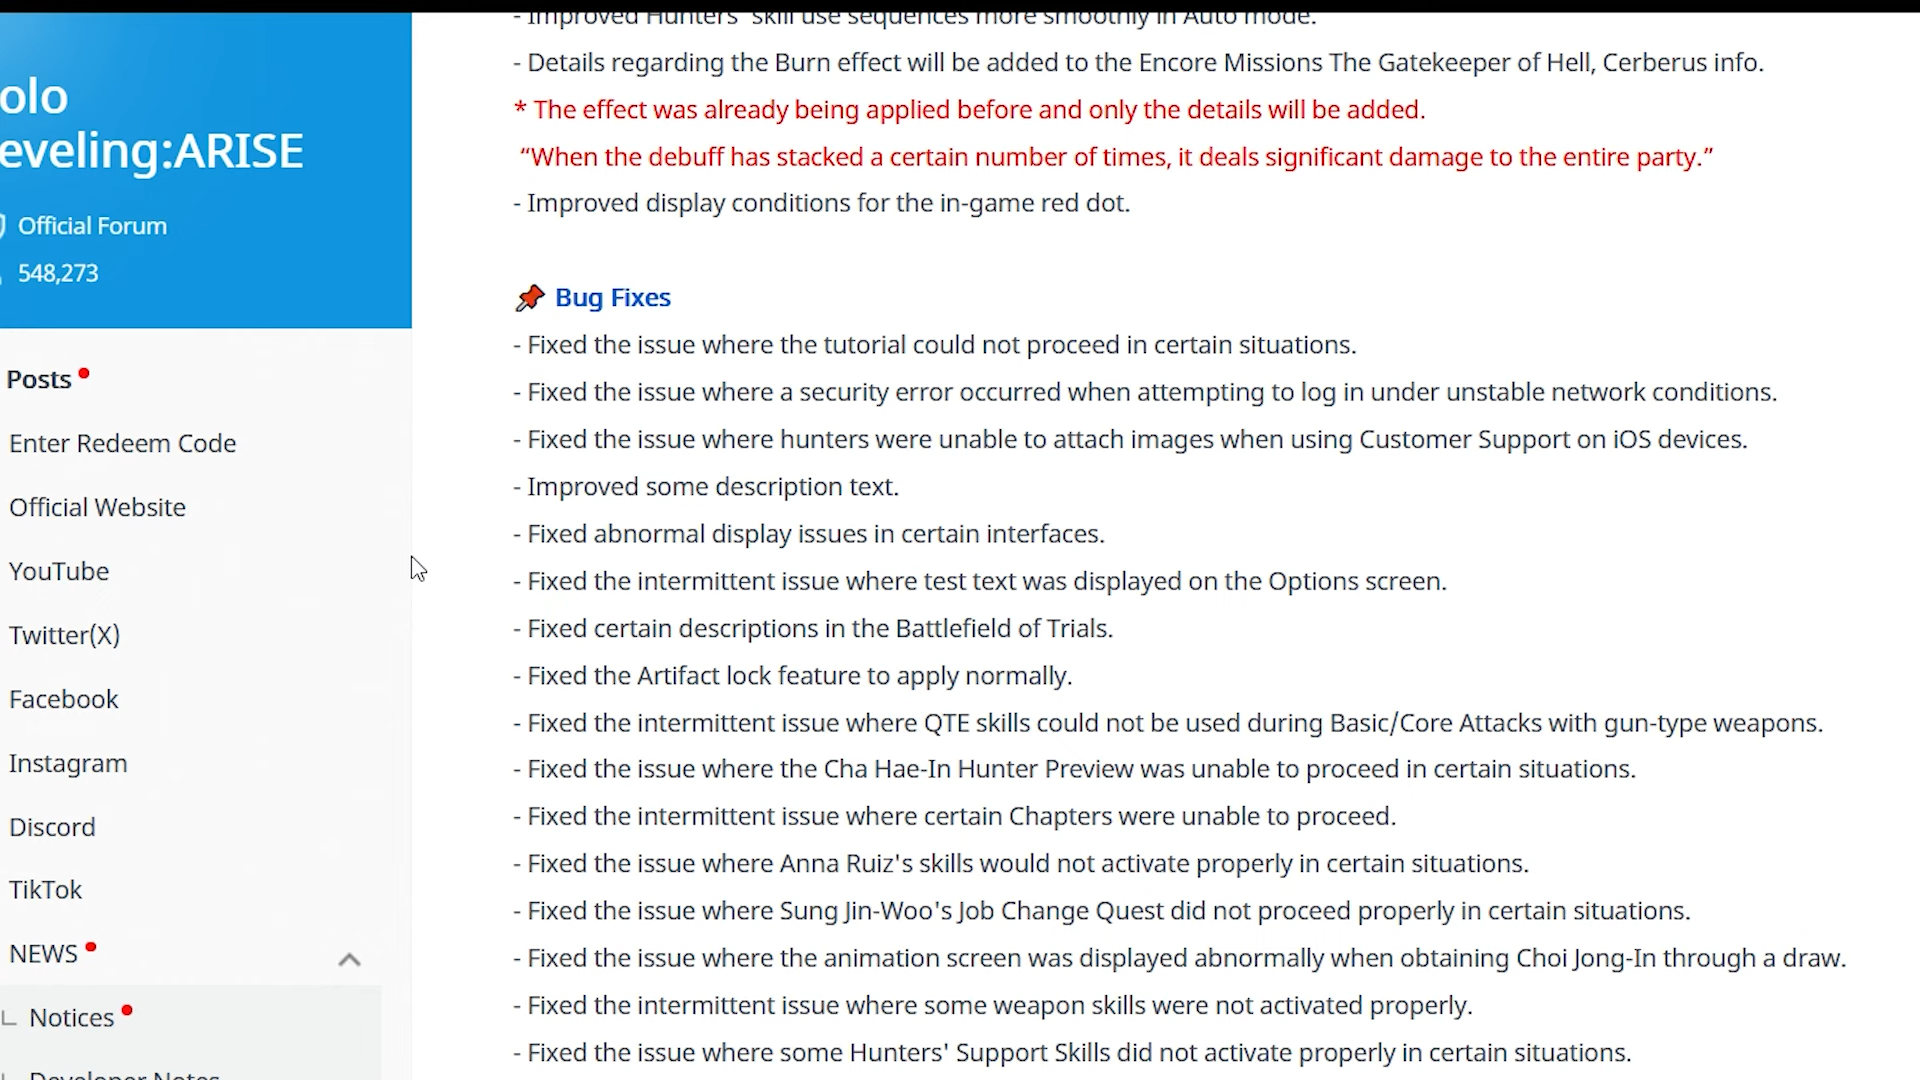 - Improved Hunters' skill use sequences more smoothly in Auto mode.
- Details regarding the Burn effect will be added to the Encore Missions The Gatekeeper of Hell, Cerberus info.
* The effect was already being applied before and only the details will be added.
“When the debuff has stacked a certain number of times, it deals significant damage to the entire party.”
- Improved display conditions for the in-game red dot.
Bug Fixes
- Fixed the issue where the tutorial could not proceed in certain situations.
- Fixed the issue where a security error occurred when attempting to log in under unstable network conditions.
- Fixed the issue where hunters were unable to attach images when using Customer Support on iOS devices.
- Improved some description text.
- Fixed abnormal display issues in certain interfaces.
- Fixed the intermittent issue where test text was displayed on the Options screen.
- Fixed certain descriptions in the Battlefield of Trials.
- Fixed the Artifact lock feature to apply normally.
- Fixed the intermittent issue where QTE skills could not be used during Basic/Core Attacks with gun-type weapons.
- Fixed the issue where the Cha Hae-In Hunter Preview was unable to proceed in certain situations.
- Fixed the intermittent issue where certain Chapters were unable to proceed.
- Fixed the issue where Anna Ruiz's skills would not activate properly in certain situations.
- Fixed the issue where Sung Jin-Woo's Job Change Quest did not proceed properly in certain situations.
- Fixed the issue where the animation screen was displayed abnormally when obtaining Choi Jong-In through a draw.
- Fixed the intermittent issue where some weapon skills were not activated properly.
- Fixed the issue where some Hunters' Support Skills did not activate properly in certain situations.
olo
eveling:ARISE
Official Forum
548,273
Posts
Enter Redeem Code
Official Website
YouTube
Twitter(X)
Facebook
Instagram
Discord
TikTok
NEWS
Notices
Developer Notes